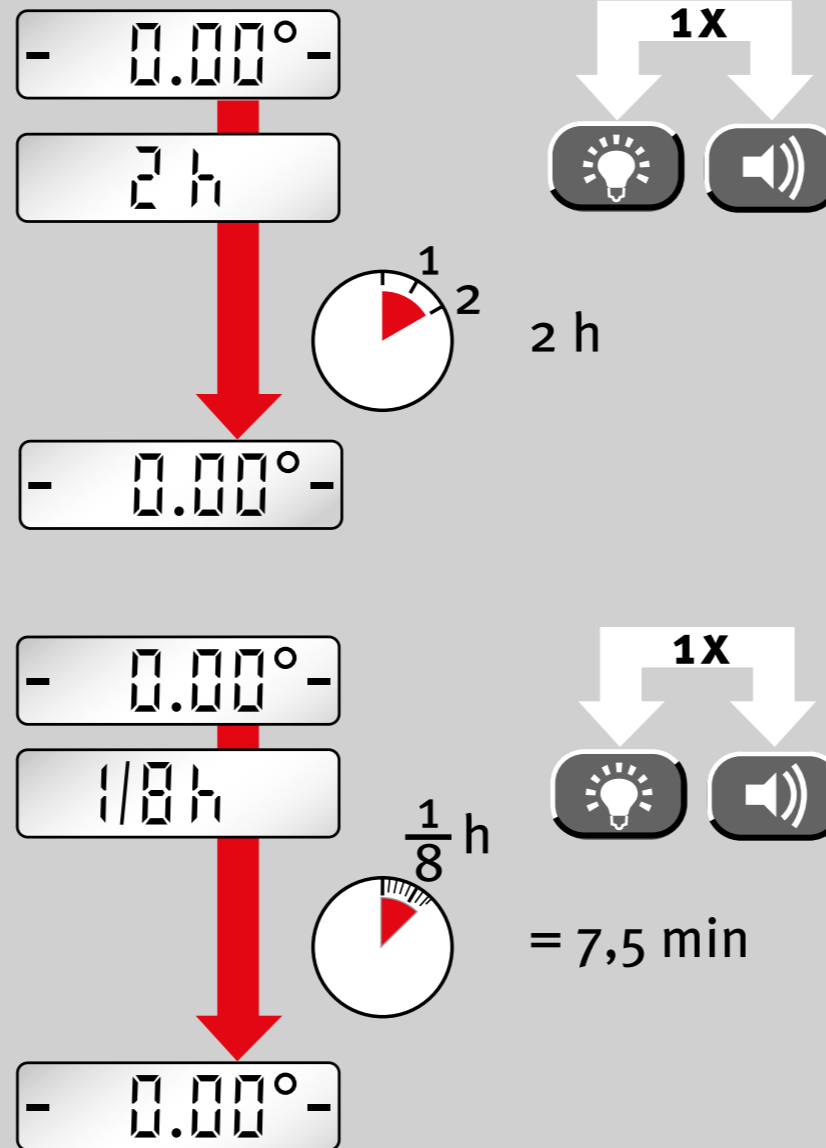 - 0.00° -
1X
2 h
1
2
2 h
- 0.00° -
- 0.00° -
1X
1/8 h
1/8 h
= 7,5 min
- 0.00° -